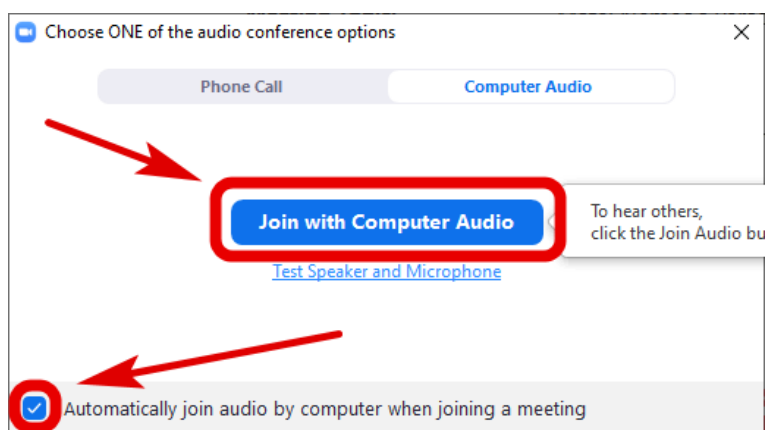 Choose ONE of the audio conference options
Phone Call
Computer Audio
Join with Computer Audio
To hear others,
click the Join Audio
Test Speaker and Microphone
Automatically join audio by computer when joining a meeting